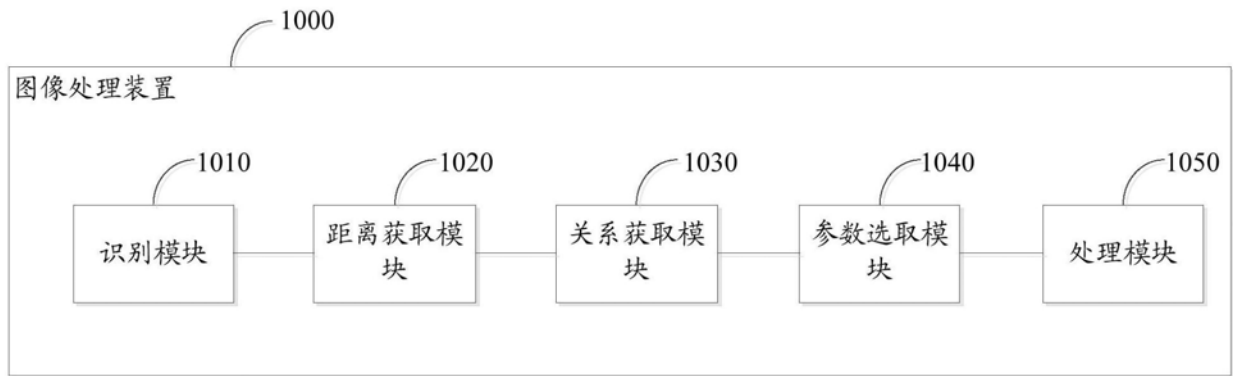 1000
图像处理装置
1010
1020
1030
1040
1050
识别模块
距离获取模
块
关系获取模
块
参数选取模
块
处理模块